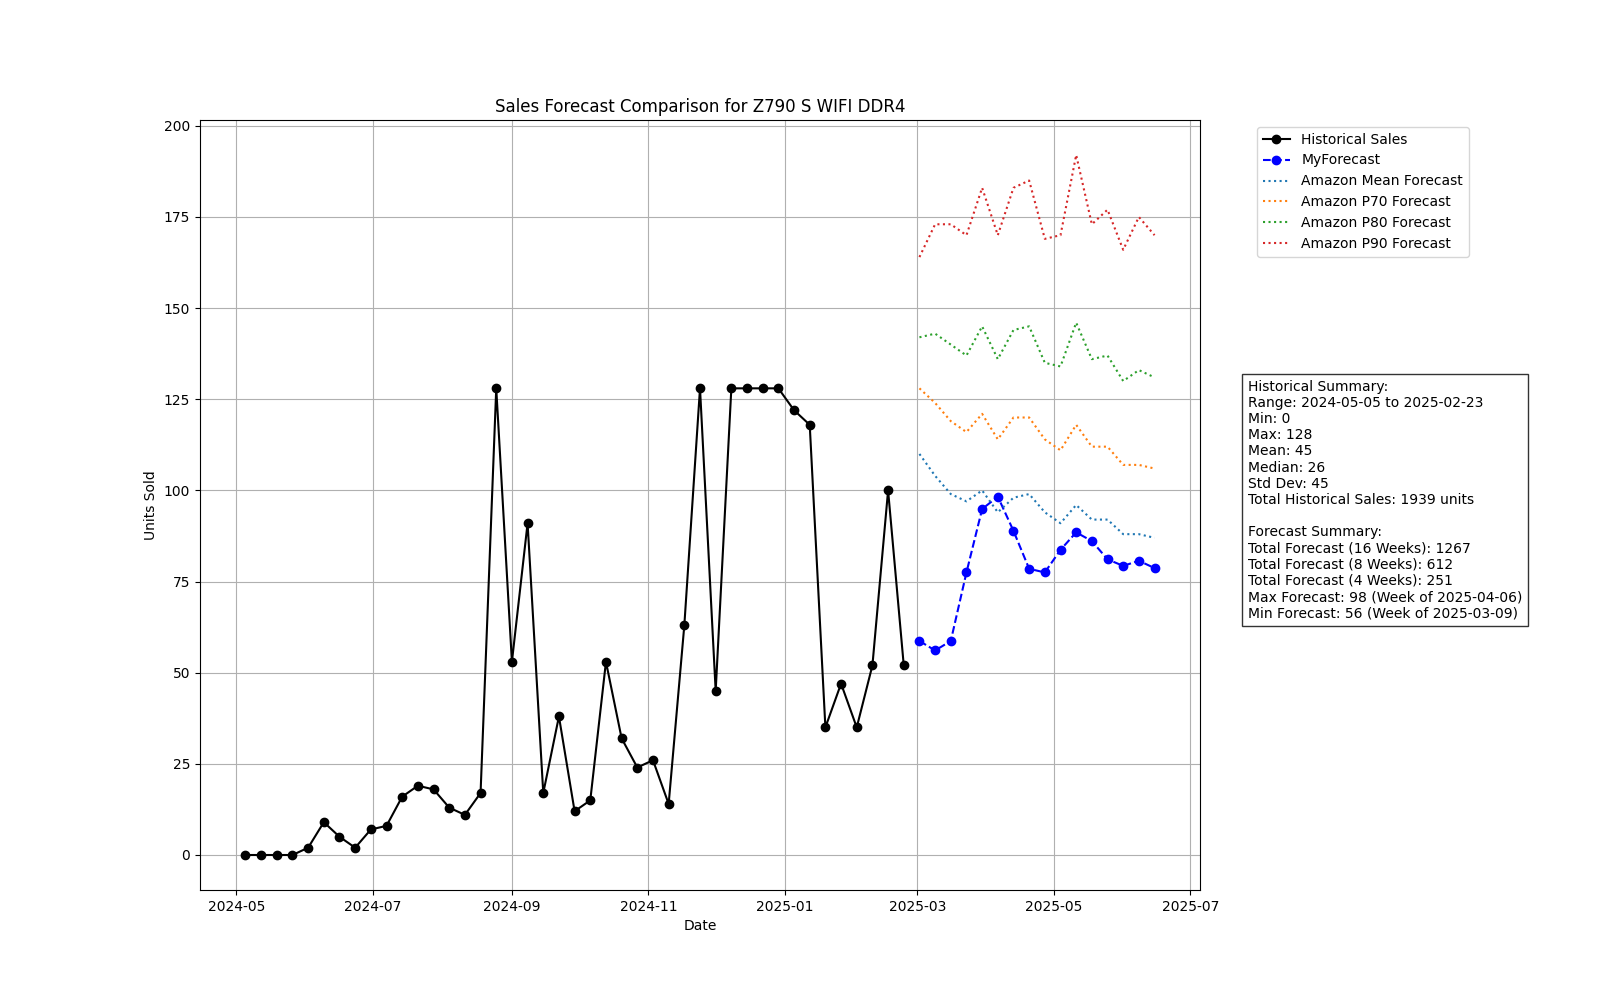 Sales Forecast Comparison for Z790 S WIFI DDR4
Units Sold
200
175
150
125
100
75
50
25
0
2024-05
2024-07
2024-09
2024-11
2025-01
2025-03
2025-05
2025-07
Date
Historical Sales
MyForecast
Amazon Mean Forecast
Amazon P70 Forecast
Amazon P80 Forecast
Amazon P90 Forecast
Historical Summary:
Range: 2024-05-05 to 2025-02-23
Min: 0
Max: 128
Mean: 45
Median: 26
Std Dev: 45
Total Historical Sales: 1939 units
Forecast Summary:
Total Forecast (16 Weeks): 1267
Total Forecast (8 Weeks): 612
Total Forecast (4 Weeks): 251
Max Forecast: 98 (Week of 2025-04-06)
Min Forecast: 56 (Week of 2025-03-09)